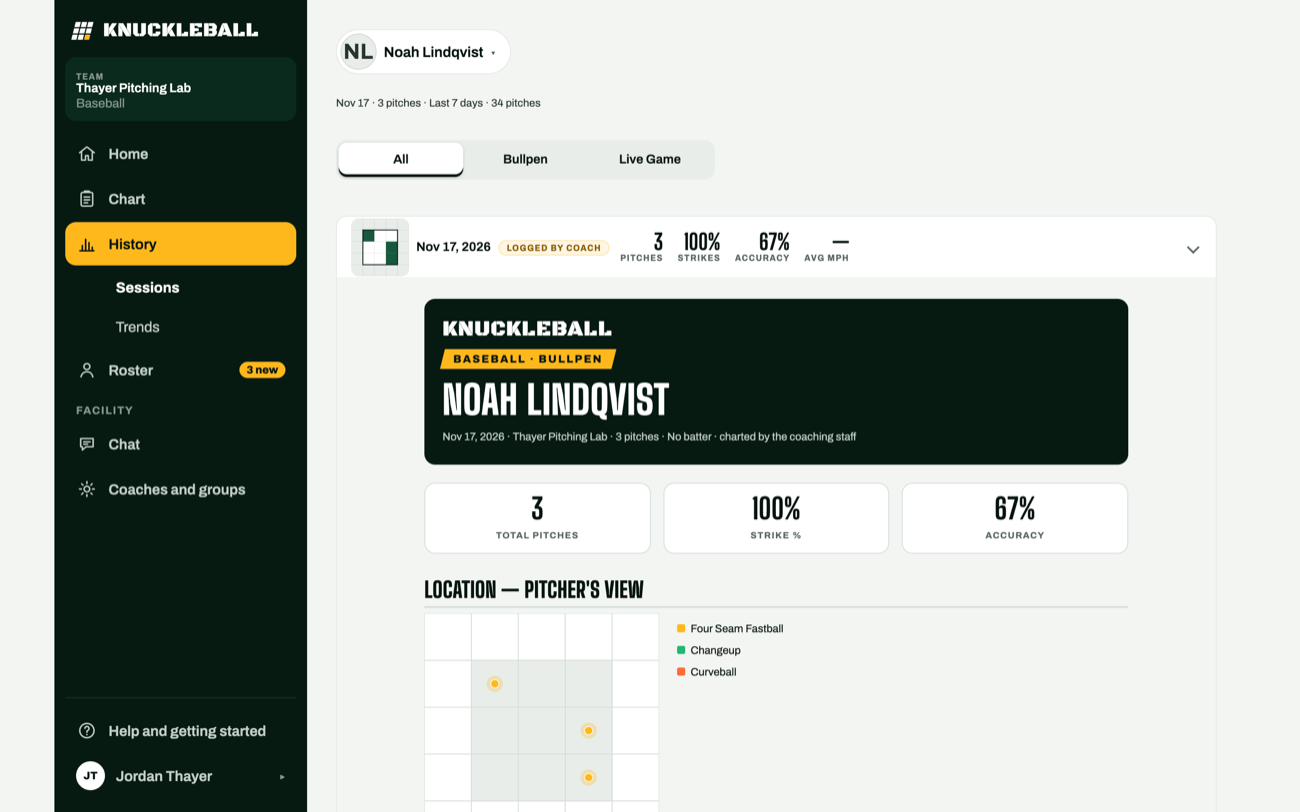 KNUCKLEBALL
TEAM
Thayer Pitching Lab
Baseball
Home
Chart
History
Sessions
Trends
Roster
3 new
FACILITY
Chat
Coaches and groups
Help and getting started
JT
Jordan Thayer
NL
Noah Lindqvist
Nov 17 · 3 pitches · Last 7 days · 34 pitches
All
Bullpen
Live Game
Nov 17, 2026
LOGGED BY COACH
3
PITCHES
100%
STRIKES
67%
ACCURACY
—
AVG MPH
KNUCKLEBALL
BASEBALL · BULLPEN
NOAH LINDQVIST
Nov 17, 2026 · Thayer Pitching Lab · 3 pitches · No batter · charted by the coaching staff
3
TOTAL PITCHES
100%
STRIKE %
67%
ACCURACY
LOCATION — PITCHER'S VIEW
Four Seam Fastball
Changeup
Curveball